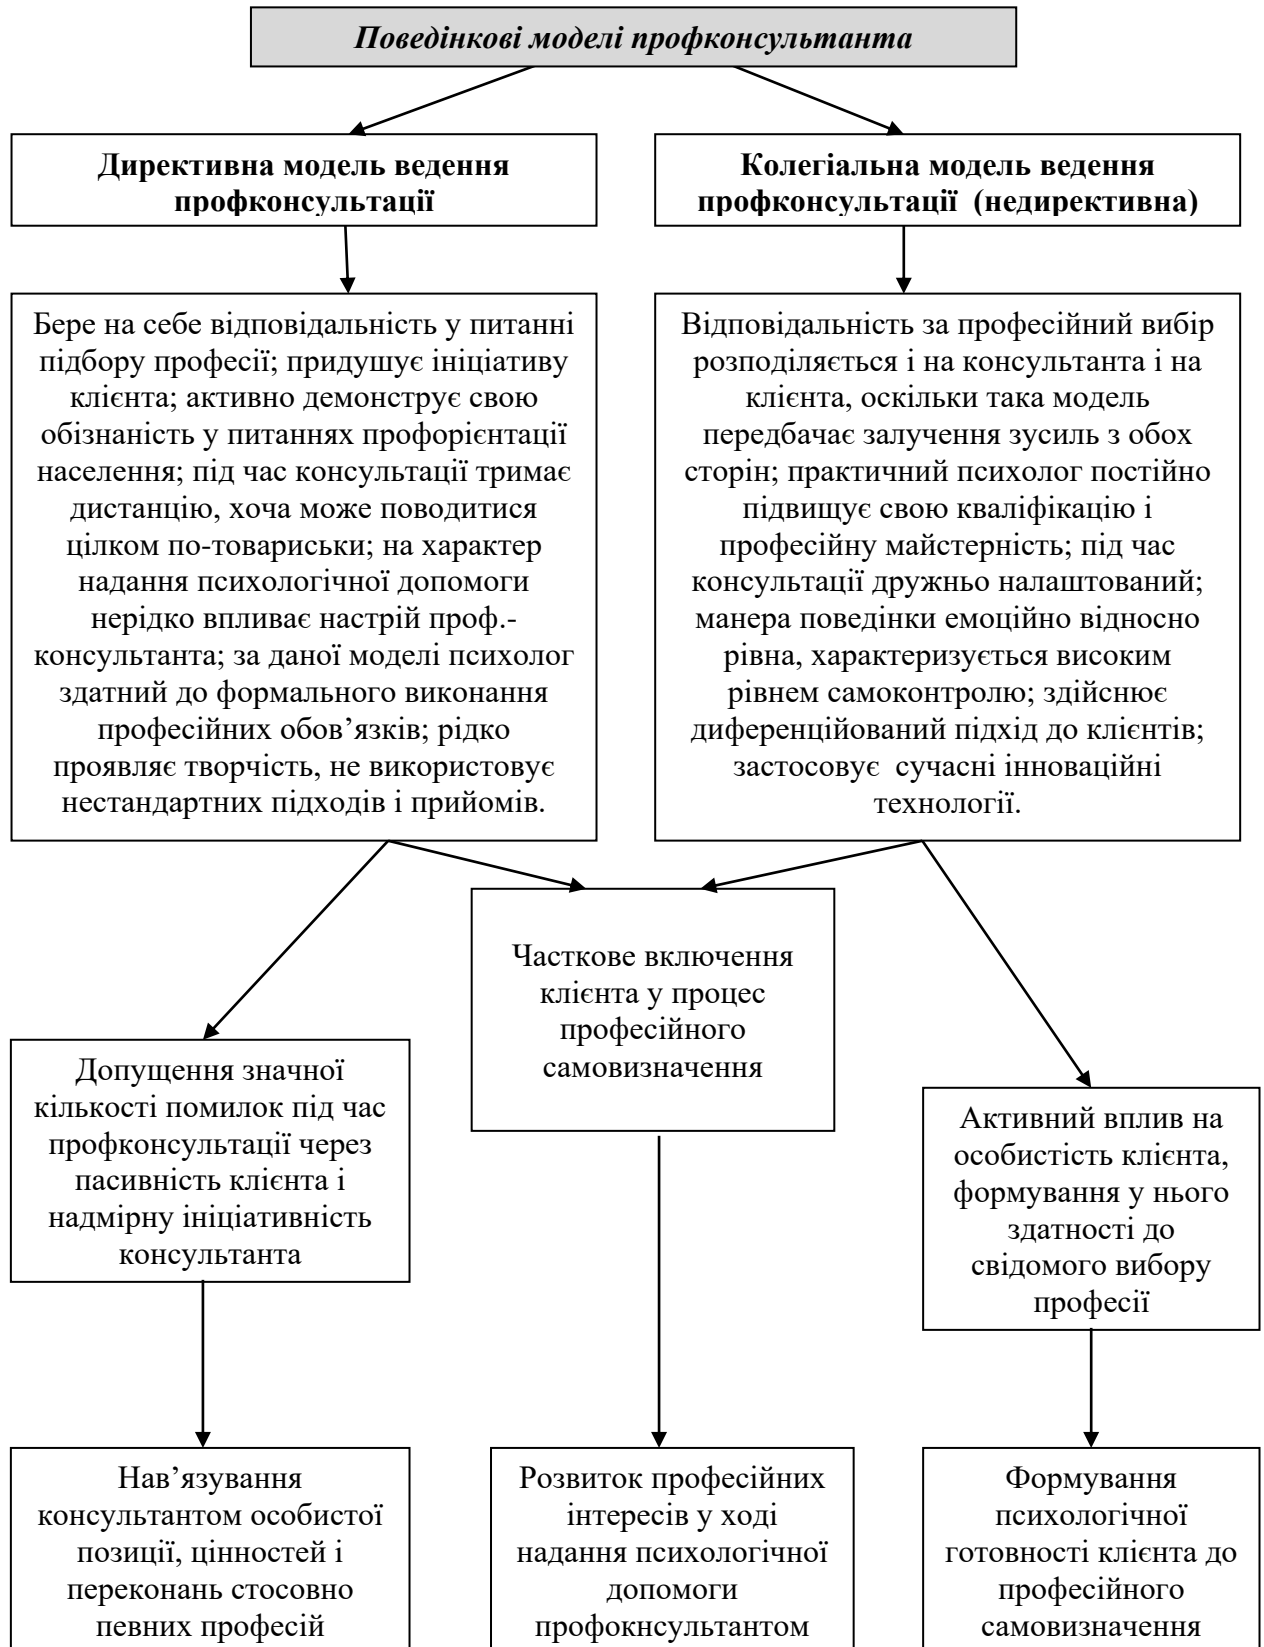 Поведінкові моделі профконсультанта
Директивна модель ведення
профконсультації
Колегіальна модель ведення
профконсультації (недирективна)
Бере на себе відповідальність у питанні
підбору професії; придушує ініціативу
клієнта; активно демонструє свою
обізнаність у питаннях профорієнтації
населення; під час консультації тримає
дистанцію, хоча може поводитися
цілком по-товариськи; на характер
надання психологічної допомоги
нерідко впливає настрій проф.-
консультанта; за даної моделі психолог
здатний до формального виконання
професійних обов’язків; рідко
проявляє творчість, не використовує
нестандартних підходів і прийомів.
Відповідальність за професійний вибір
розподіляється і на консультанта і на
клієнта, оскільки така модель
передбачає залучення зусиль з обох
сторін; практичний психолог постійно
підвищує свою кваліфікацію і
професійну майстерність; під час
консультації дружньо налаштований;
манера поведінки емоційно відносно
рівна, характеризується високим
рівнем самоконтролю; здійснює
диференційований підхід до клієнтів;
застосовує сучасні інноваційні
технології.
Часткове включення
клієнта у процес
професійного
самовизначення
Допущення значної
кількості помилок під час
профконсультації через
пасивність клієнта і
надмірну ініціативність
консультанта
Активний вплив на
особистість клієнта,
формування у нього
здатності до
свідомого вибору
професії
Нав’язування
консультантом особистої
позиції, цінностей і
переконань стосовно
певних професій
Розвиток професійних
інтересів у ході
надання психологічної
допомоги
профокнсультантом
Формування
психологічної
готовності клієнта до
професійного
самовизначення